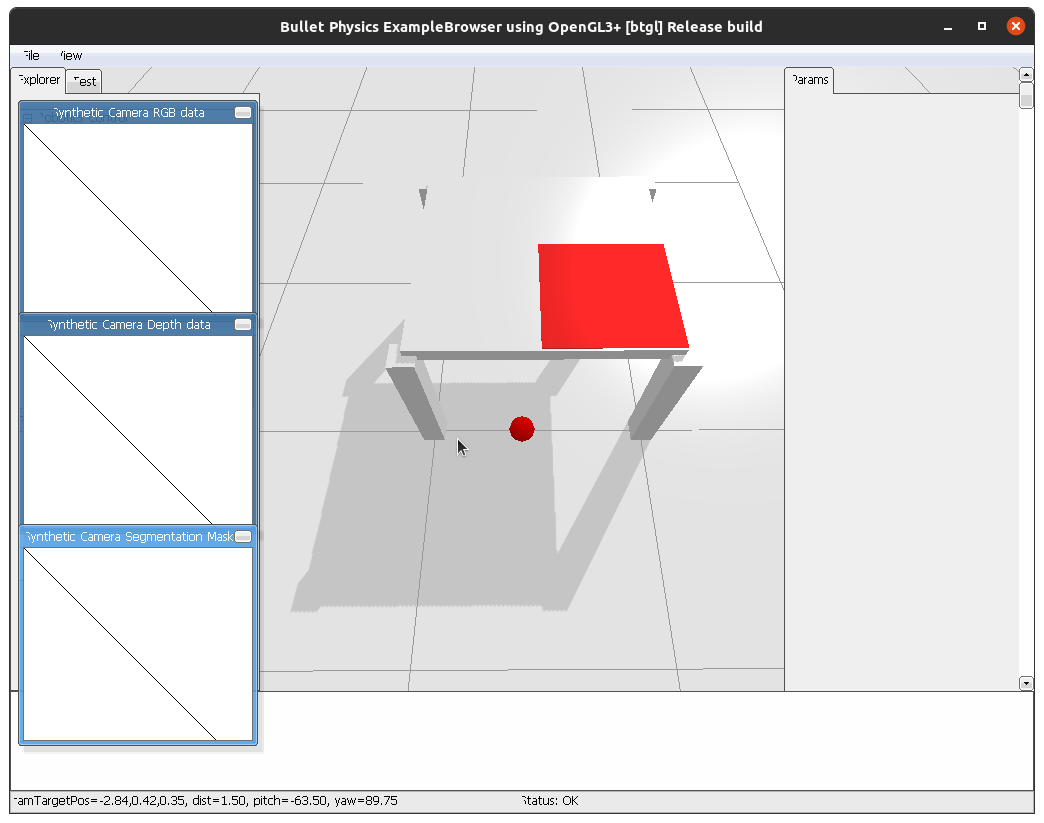 Bullet Physics ExampleBrowser using OpenGL3+ [btgl] Release build
File View
Explorer Test
Params
Synthetic Camera RGB data
Synthetic Camera Depth data
Synthetic Camera Segmentation Mask
camTargetPos=-2.84,0.42,0.35, dist=1.50, pitch=-63.50, yaw=89.75
Status: OK